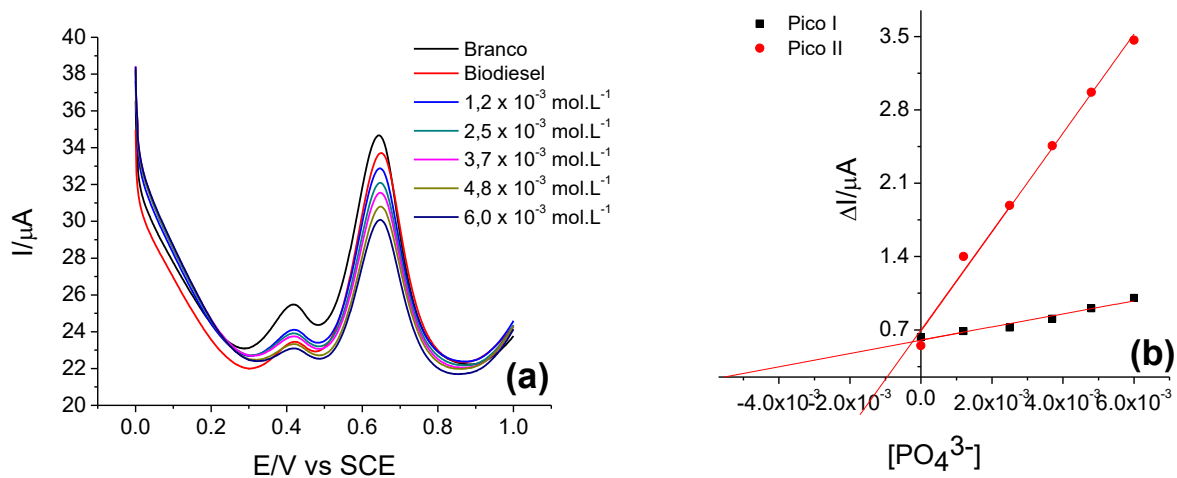 40
38
36
34
32
30
28
26
24
22
20
I/μA
Branco
Biodiesel
1,2 x 10⁻³ mol.L⁻¹
2,5 x 10⁻³ mol.L⁻¹
3,7 x 10⁻³ mol.L⁻¹
4,8 x 10⁻³ mol.L⁻¹
6,0 x 10⁻³ mol.L⁻¹
(a)
0.0 0.2 0.4 0.6 0.8 1.0
E/V vs SCE
Pico I
Pico II
3.5
2.8
2.1
1.4
0.7
ΔI/μA
(b)
-4.0x10⁻³ -2.0x10⁻³ 0.0 2.0x10⁻³ 4.0x10⁻³ 6.0x10⁻³
[PO₄³⁻]